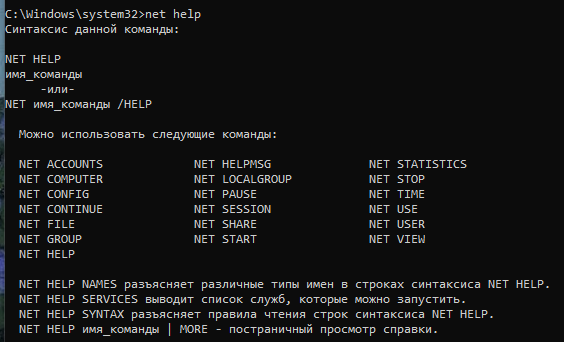 C:\Windows\system32>net help
Синтаксис данной команды:
NET HELP
имя_команды
-или-
NET имя_команды /HELP
Можно использовать следующие команды:
NET ACCOUNTS NET HELPMSG NET STATISTICS
NET COMPUTER NET LOCALGROUP NET STOP
NET CONFIG NET PAUSE NET TIME
NET CONTINUE NET SESSION NET USE
NET FILE NET SHARE NET USER
NET GROUP NET START NET VIEW
NET HELP
NET HELP NAMES разъясняет различные типы имен в строках синтаксиса NET HELP.
NET HELP SERVICES выводит список служб, которые можно запустить.
NET HELP SYNTAX разъясняет правила чтения строк синтаксиса NET HELP.
NET HELP имя_команды | MORE - постраничный просмотр справки.